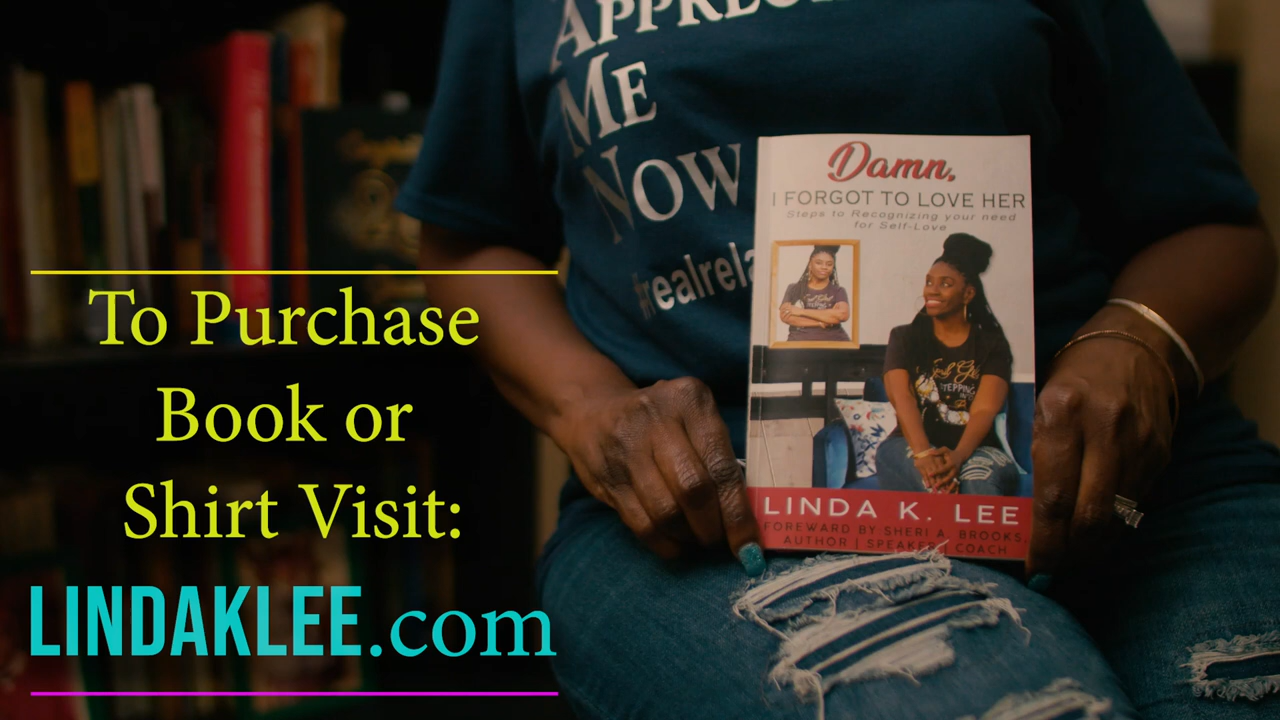 To Purchase
Book or
Shirt Visit:
LINDAKLEE.com
ME
NOW
Damn,
I FORGOT TO LOVE HER
Steps to Recognizing your need
for Self-Love
LINDA K. LEE
FOREWARD BY SHERI A. BROOKS,
AUTHOR | SPEAKER | COACH